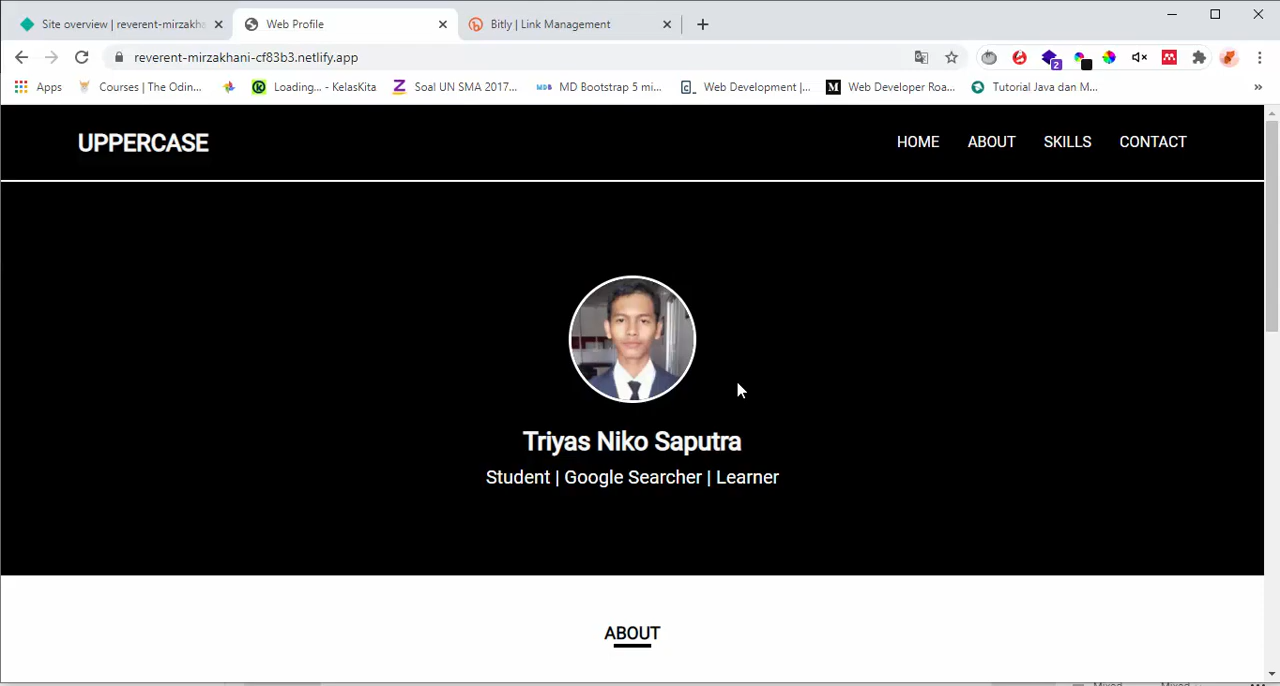 Site overview | reverent-mirzakha
Web Profile
Bitly | Link Management
reverent-mirzakhani-cf83b3.netlify.app
2
Apps
Courses | The Odin...
Loading... - KelasKita
Soal UN SMA 2017...
MDB
MD Bootstrap 5 mi...
Web Development |...
M
Web Developer Roa...
Tutorial Java dan M...
»
UPPERCASE
HOME
ABOUT
SKILLS
CONTACT
Triyas Niko Saputra
Student | Google Searcher | Learner
ABOUT